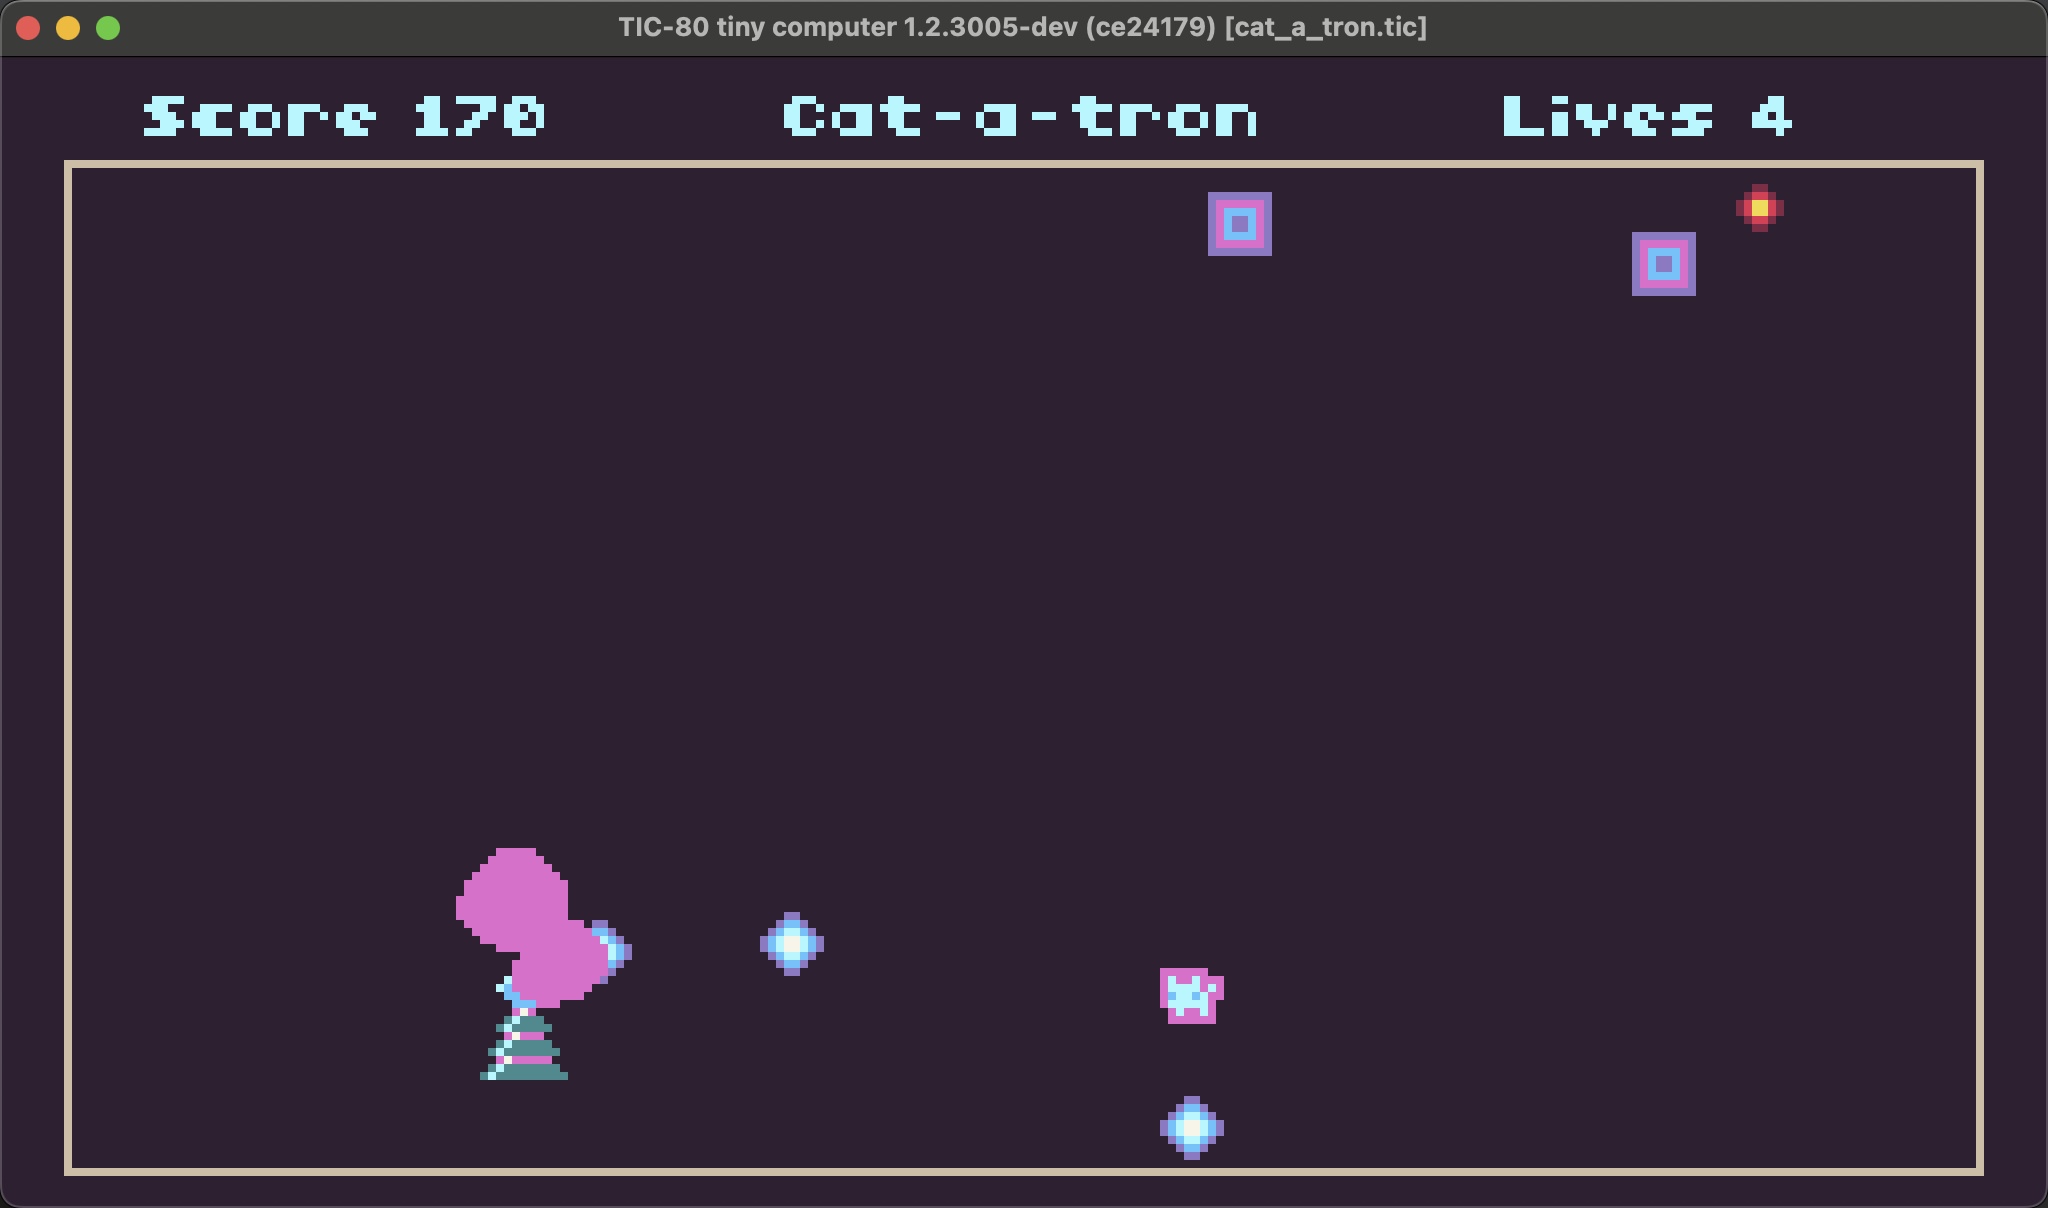 TIC-80 tiny computer 1.2.3005-dev (ce24179) [cat_a_tron.tic]
Score 170 Cat-a-tron Lives 4